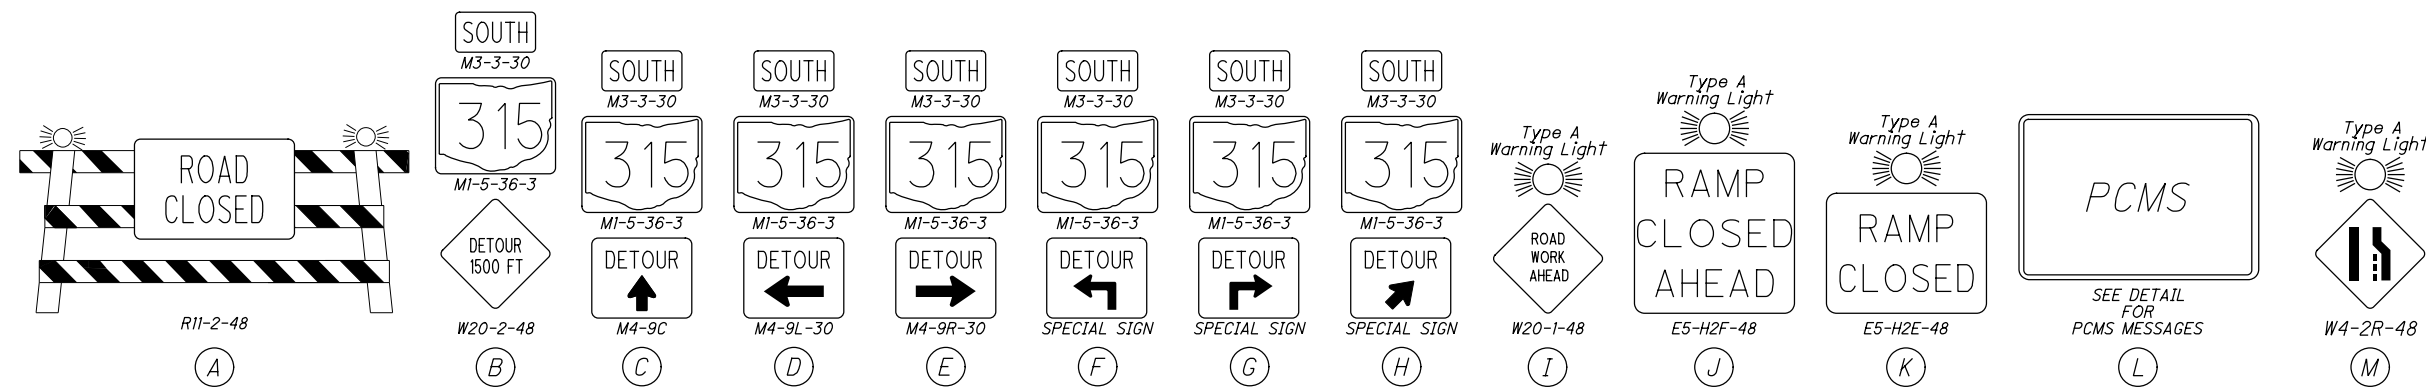 ROAD
CLOSED
R11-2-48
A
SOUTH
M3-3-30
315
M1-5-36-3
DETOUR
1500 FT
W20-2-48
B
SOUTH
M3-3-30
315
M1-5-36-3
DETOUR
M4-9C
C
SOUTH
M3-3-30
315
M1-5-36-3
DETOUR
M4-9L-30
D
SOUTH
M3-3-30
315
M1-5-36-3
DETOUR
M4-9R-30
E
SOUTH
M3-3-30
315
M1-5-36-3
DETOUR
SPECIAL SIGN
F
SOUTH
M3-3-30
315
M1-5-36-3
DETOUR
SPECIAL SIGN
G
SOUTH
M3-3-30
315
M1-5-36-3
DETOUR
SPECIAL SIGN
H
Type A
Warning Light
ROAD
WORK
AHEAD
W20-1-48
I
Type A
Warning Light
RAMP
CLOSED
AHEAD
E5-H2F-48
J
Type A
Warning Light
RAMP
CLOSED
E5-H2E-48
K
PCMS
SEE DETAIL
FOR
PCMS MESSAGES
L
Type A
Warning Light
W4-2R-48
M